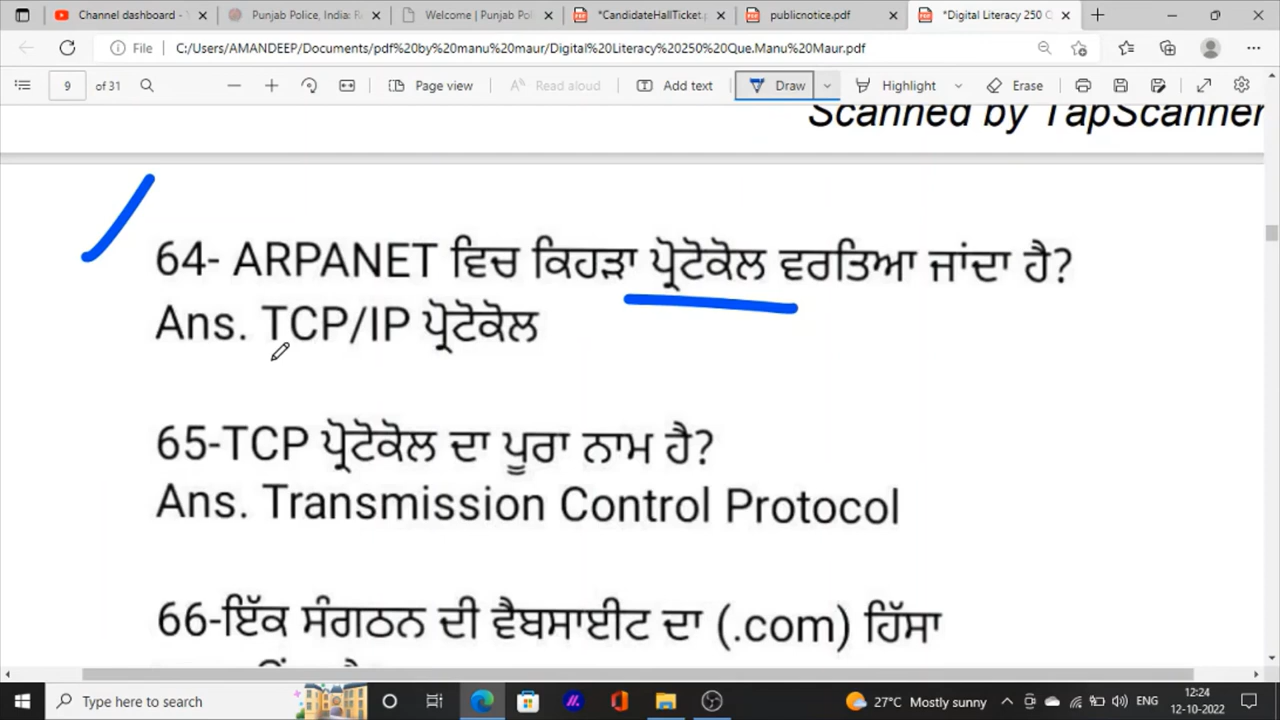 Channel dashboard -
Punjab Police, India: R
Welcome | Punjab Po
*CandidateHallTicket.p
publicnotice.pdf
*Digital Literacy 250 Q
File
C:/Users/AMANDEEP/Documents/pdf%20by%20manu%20maur/Digital%20Literacy%20250%20Que.Manu%20Maur.pdf
9 of 31
Page view
Read aloud
Add text
Draw
Highlight
Erase
Scanned by TapScanner
64- ARPANET ਵਿਚ ਕਿਹੜਾ ਪ੍ਰੋਟੋਕੋਲ ਵਰਤਿਆ ਜਾਂਦਾ ਹੈ?
Ans. TCP/IP ਪ੍ਰੋਟੋਕੋਲ
65-TCP ਪ੍ਰੋਟੋਕੋਲ ਦਾ ਪੂਰਾ ਨਾਮ ਹੈ?
Ans. Transmission Control Protocol
66-ਇੱਕ ਸੰਗਠਨ ਦੀ ਵੈਬਸਾਈਟ ਦਾ (.com) ਹਿੱਸਾ
Type here to search
27°C Mostly sunny
ENG
12:24
12-10-2022